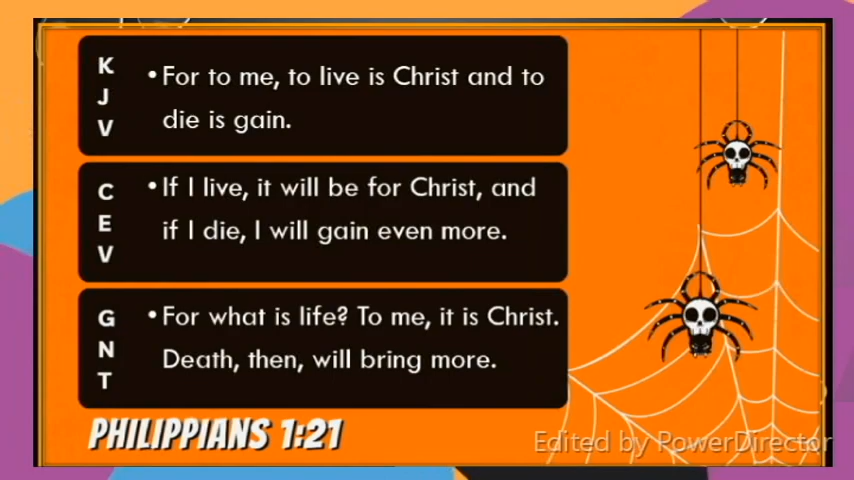 K
J
V
•For to me, to live is Christ and to
die is gain.
C
E
V
•If I live, it will be for Christ, and
if I die, I will gain even more.
G
N
T
•For what is life? To me, it is Christ.
Death, then, will bring more.
PHILIPPIANS 1:21
Edited by PowerDirector